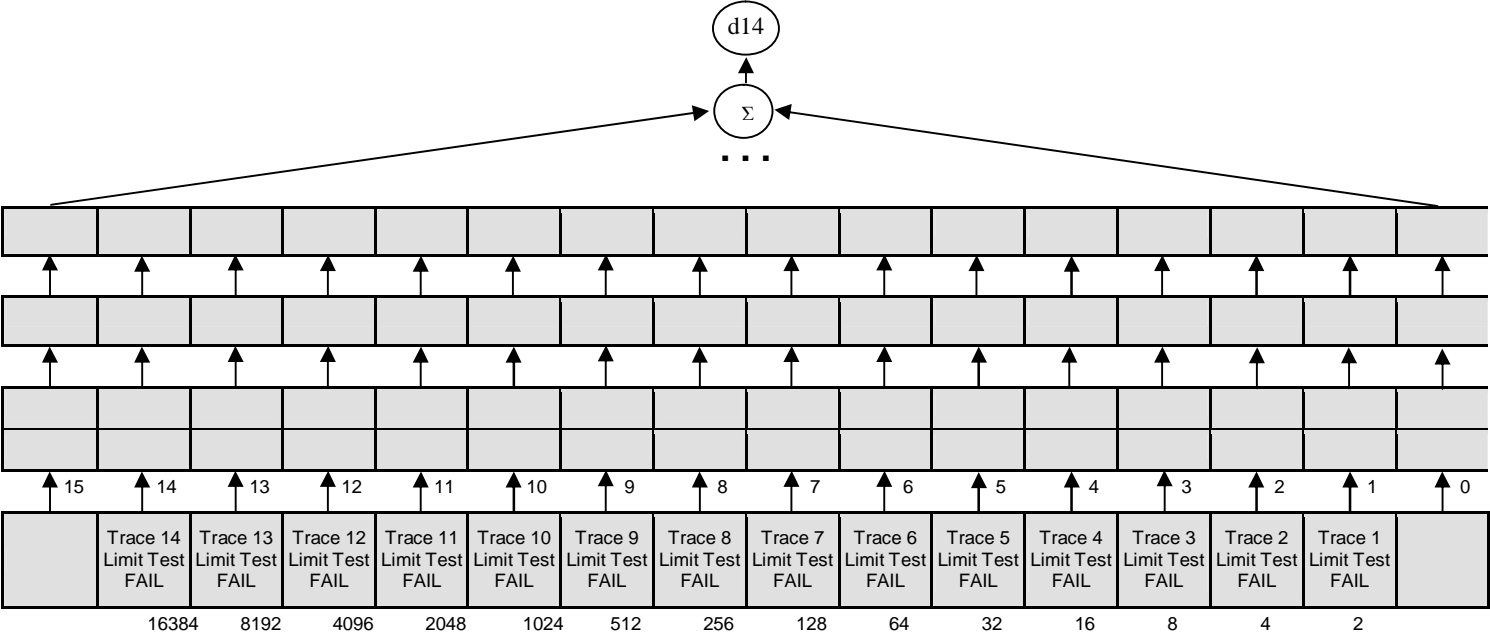 d14
Σ
...
15 14 13 12 11 10 9 8 7 6 5 4 3 2 1 0
Trace 14 Trace 13 Trace 12 Trace 11 Trace 10 Trace 9 Trace 8 Trace 7 Trace 6 Trace 5 Trace 4 Trace 3 Trace 2 Trace 1
Limit Test Limit Test Limit Test Limit Test Limit Test Limit Test Limit Test Limit Test Limit Test Limit Test Limit Test Limit Test Limit Test Limit Test
FAIL FAIL FAIL FAIL FAIL FAIL FAIL FAIL FAIL FAIL FAIL FAIL FAIL FAIL
16384 8192 4096 2048 1024 512 256 128 64 32 16 8 4 2